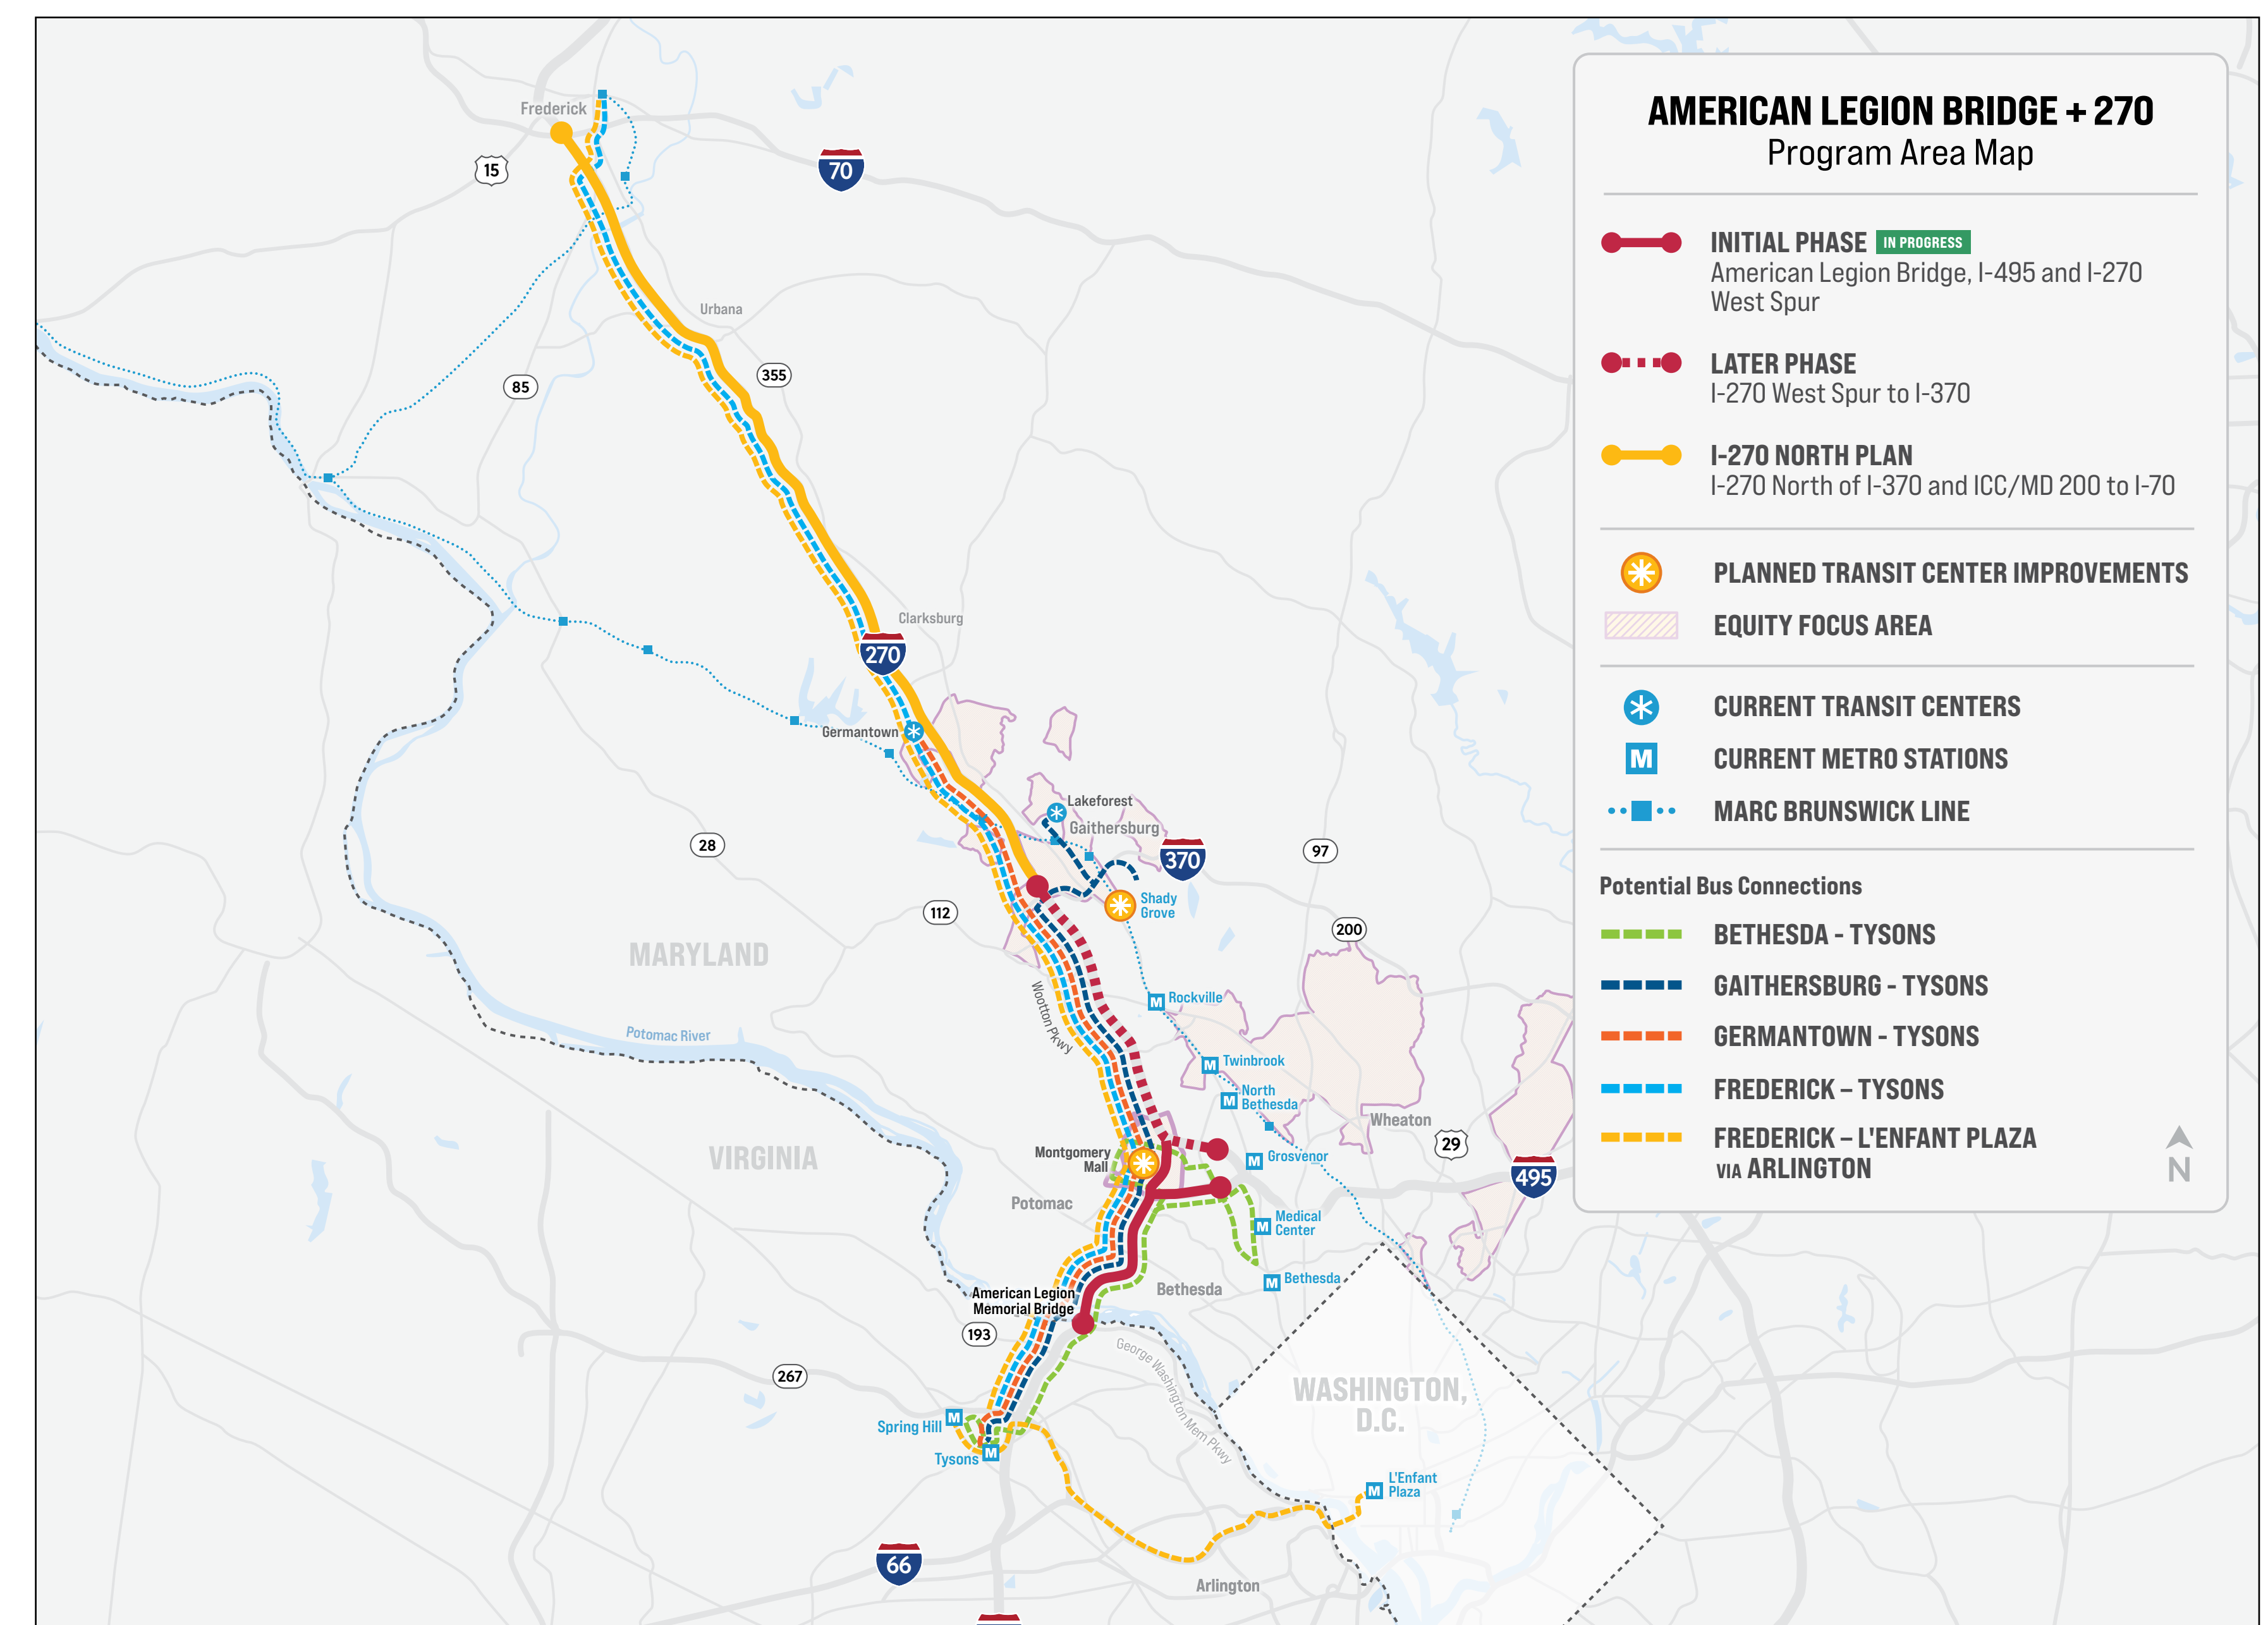 AMERICAN LEGION BRIDGE + 270
Program Area Map
INITIAL PHASE IN PROGRESS
American Legion Bridge, I-495 and I-270
West Spur
LATER PHASE
I-270 West Spur to I-370
I-270 NORTH PLAN
I-270 North of I-370 and ICC/MD 200 to I-70
PLANNED TRANSIT CENTER IMPROVEMENTS
EQUITY FOCUS AREA
CURRENT TRANSIT CENTERS
M CURRENT METRO STATIONS
MARC BRUNSWICK LINE
Potential Bus Connections
BETHESDA - TYSONS
GAITHERSBURG - TYSONS
GERMANTOWN - TYSONS
FREDERICK – TYSONS
FREDERICK – L'ENFANT PLAZA
VIA ARLINGTON
N
Frederick
15
70
Urbana
355
85
Clarksburg
270
Germantown
Lakeforest
Gaithersburg
28
370
97
112
Shady
Grove
200
MARYLAND
Wootton Pkwy
M Rockville
Potomac River
M Twinbrook
North
M Bethesda
Wheaton
29
Montgomery
Mall
M Grosvenor
VIRGINIA
495
Potomac
M Medical
Center
M Bethesda
Bethesda
American Legion
Memorial Bridge
193
George Washington Mem Pkwy
267
WASHINGTON,
D.C.
Spring Hill M
Tysons M
M L'Enfant
Plaza
66
Arlington